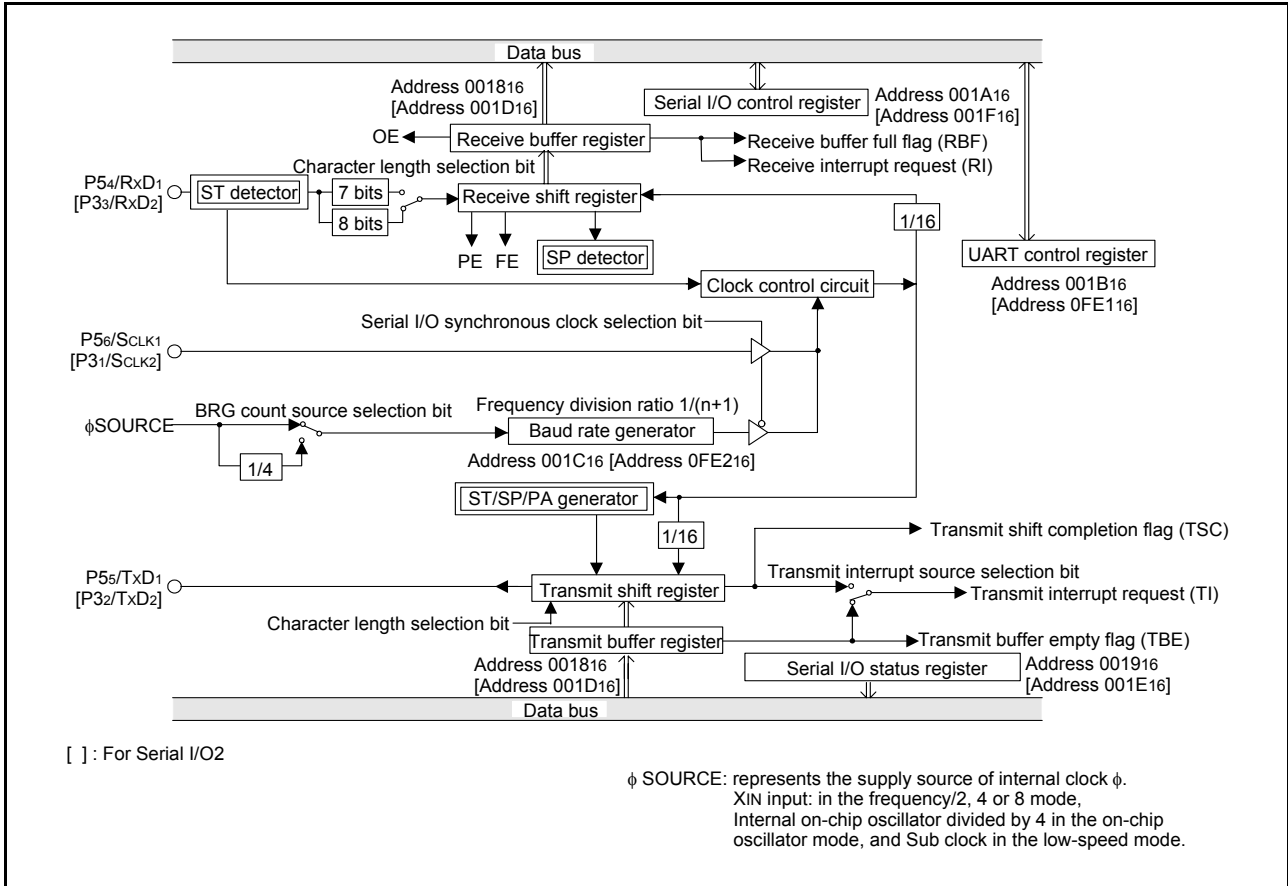 Data bus
Address 001816
[Address 001D16]
Serial I/O control register
Address 001A16
[Address 001F16]
OE
Receive buffer register
Receive buffer full flag (RBF)
Receive interrupt request (RI)
Character length selection bit
P54/RxD1
[P33/RxD2]
ST detector
7 bits
8 bits
Receive shift register
1/16
PE
FE
SP detector
UART control register
Address 001B16
[Address 0FE116]
Clock control circuit
Serial I/O synchronous clock selection bit
P56/SCLK1
[P31/SCLK2]
BRG count source selection bit
Frequency division ratio 1/(n+1)
ϕSOURCE
Baud rate generator
1/4
Address 001C16 [Address 0FE216]
ST/SP/PA generator
1/16
Transmit shift completion flag (TSC)
P55/TxD1
[P32/TxD2]
Transmit shift register
Transmit interrupt source selection bit
Transmit interrupt request (TI)
Character length selection bit
Transmit buffer register
Transmit buffer empty flag (TBE)
Address 001816
[Address 001D16]
Serial I/O status register
Address 001916
[Address 001E16]
Data bus
[ ] : For Serial I/O2
ϕ SOURCE: represents the supply source of internal clock ϕ.
XIN input: in the frequency/2, 4 or 8 mode,
Internal on-chip oscillator divided by 4 in the on-chip
oscillator mode, and Sub clock in the low-speed mode.